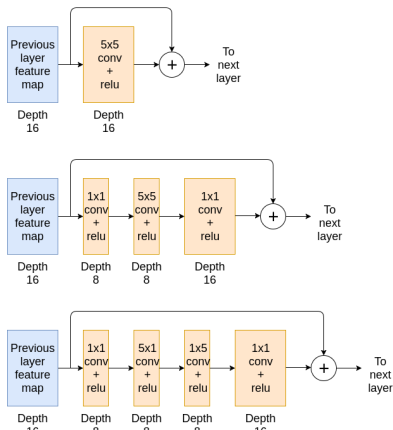 Previous
layer
feature
map
5x5
conv
+
relu
+
To
next
layer
Depth
16
Depth
16
Previous
layer
feature
map
1x1
conv
+
relu
5x5
conv
+
relu
1x1
conv
+
relu
+
To
next
layer
Depth
16
Depth
8
Depth
8
Depth
16
Previous
layer
feature
map
1x1
conv
+
relu
5x1
conv
+
relu
1x5
conv
+
relu
1x1
conv
+
relu
+
To
next
layer
Depth
Depth
Depth
Depth
Depth